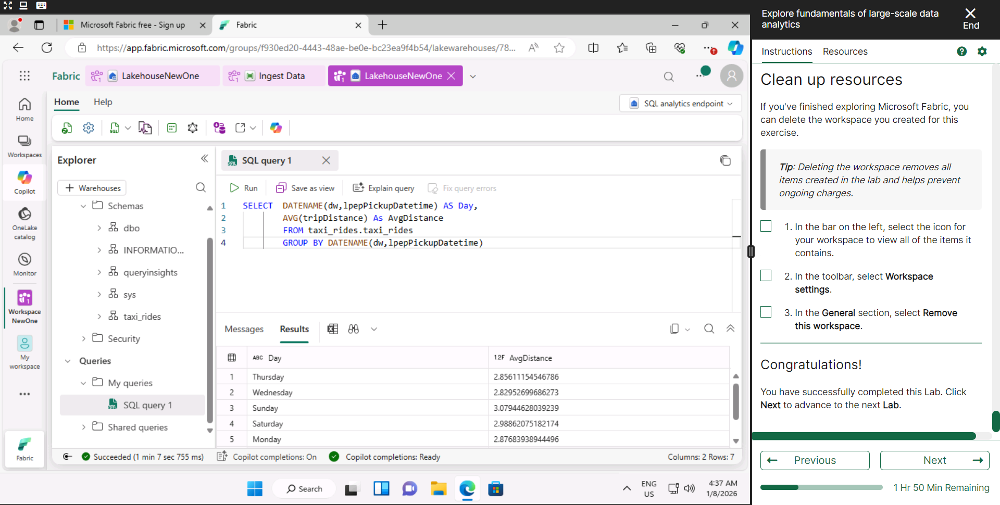 Microsoft Fabric free - Sign up
Fabric
https://app.fabric.microsoft.com/groups/f930ed20-4443-48ae-be0e-bc23ea9f4b54/lakewarehouses/78...
Fabric
LakehouseNewOne
Ingest Data
LakehouseNewOne
Home
Help
SQL analytics endpoint
Home
Workspaces
Copilot
OneLake
catalog
Monitor
Workspace
NewOne
My
workspace
Fabric
Explorer
Warehouses
Schemas
dbo
INFORMATIO...
queryinsights
sys
taxi_rides
Security
Queries
My queries
SQL query 1
Shared queries
SQL query 1
Run
Save as view
Explain query
Fix query errors
1 SELECT DATENAME(dw,lpepPickupDatetime) AS Day,
2 AVG(tripDistance) As AvgDistance
3 FROM taxi_rides.taxi_rides
4 GROUP BY DATENAME(dw,lpepPickupDatetime)
Messages
Results
ABC Day
1.2F AvgDistance
1 Thursday 2.85611154546786
2 Wednesday 2.82952699686273
3 Sunday 3.07944628039239
4 Saturday 2.98862075182174
5 Monday 2.87683938944496
Succeeded (1 min 7 sec 755 ms)
Copilot completions: On
Copilot completions: Ready
Columns: 2 Rows: 7
Search
ENG
US
4:37 AM
1/8/2026
Explore fundamentals of large-scale data
analytics
End
Instructions
Resources
Clean up resources
If you've finished exploring Microsoft Fabric, you
can delete the workspace you created for this
exercise.
Tip: Deleting the workspace removes all
items created in the lab and helps prevent
ongoing charges.
1. In the bar on the left, select the icon for
your workspace to view all of the items it
contains.
2. In the toolbar, select Workspace
settings.
3. In the General section, select Remove
this workspace.
Congratulations!
You have successfully completed this Lab. Click
Next to advance to the next Lab.
Previous
Next
1 Hr 50 Min Remaining